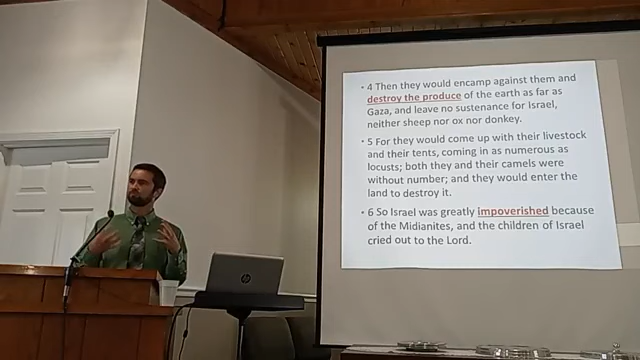 • 4 Then they would encamp against them and
destroy the produce of the earth as far as
Gaza, and leave no sustenance for Israel,
neither sheep nor ox nor donkey.
• 5 For they would come up with their livestock
and their tents, coming in as numerous as
locusts; both they and their camels were
without number; and they would enter the
land to destroy it.
• 6 So Israel was greatly impoverished because
of the Midianites, and the children of Israel
cried out to the Lord.
hp